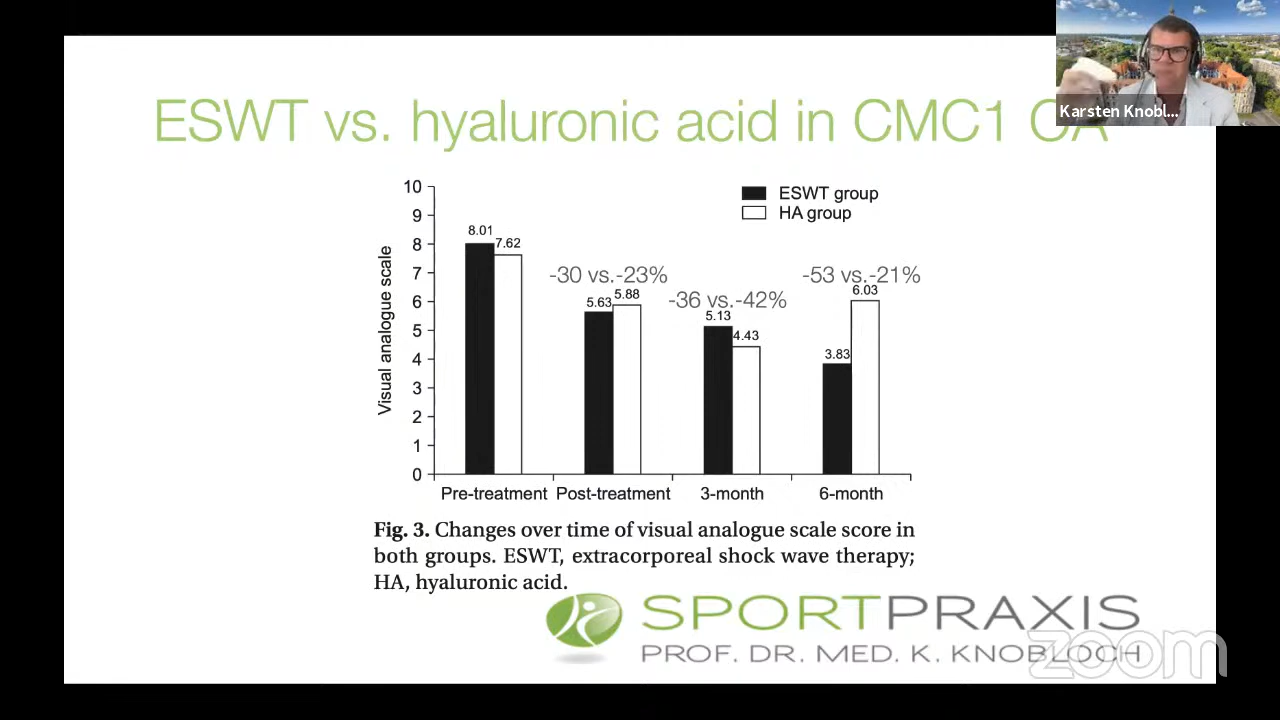 ESWT vs. hyaluronic acid in CMC1 OA
Karsten Knobl...
10
9
8
7
6
5
4
3
2
1
0
Visual analogue scale
ESWT group
HA group
8.01
7.62
-30 vs.-23%
5.63
5.88
-36 vs.-42%
5.13
4.43
-53 vs.-21%
6.03
3.83
Pre-treatment Post-treatment 3-month 6-month
Fig. 3. Changes over time of visual analogue scale score in
both groups. ESWT, extracorporeal shock wave therapy;
HA, hyaluronic acid.
SPORTPRAXIS
PROF. DR. MED. K. KNOBLOCH
zoom